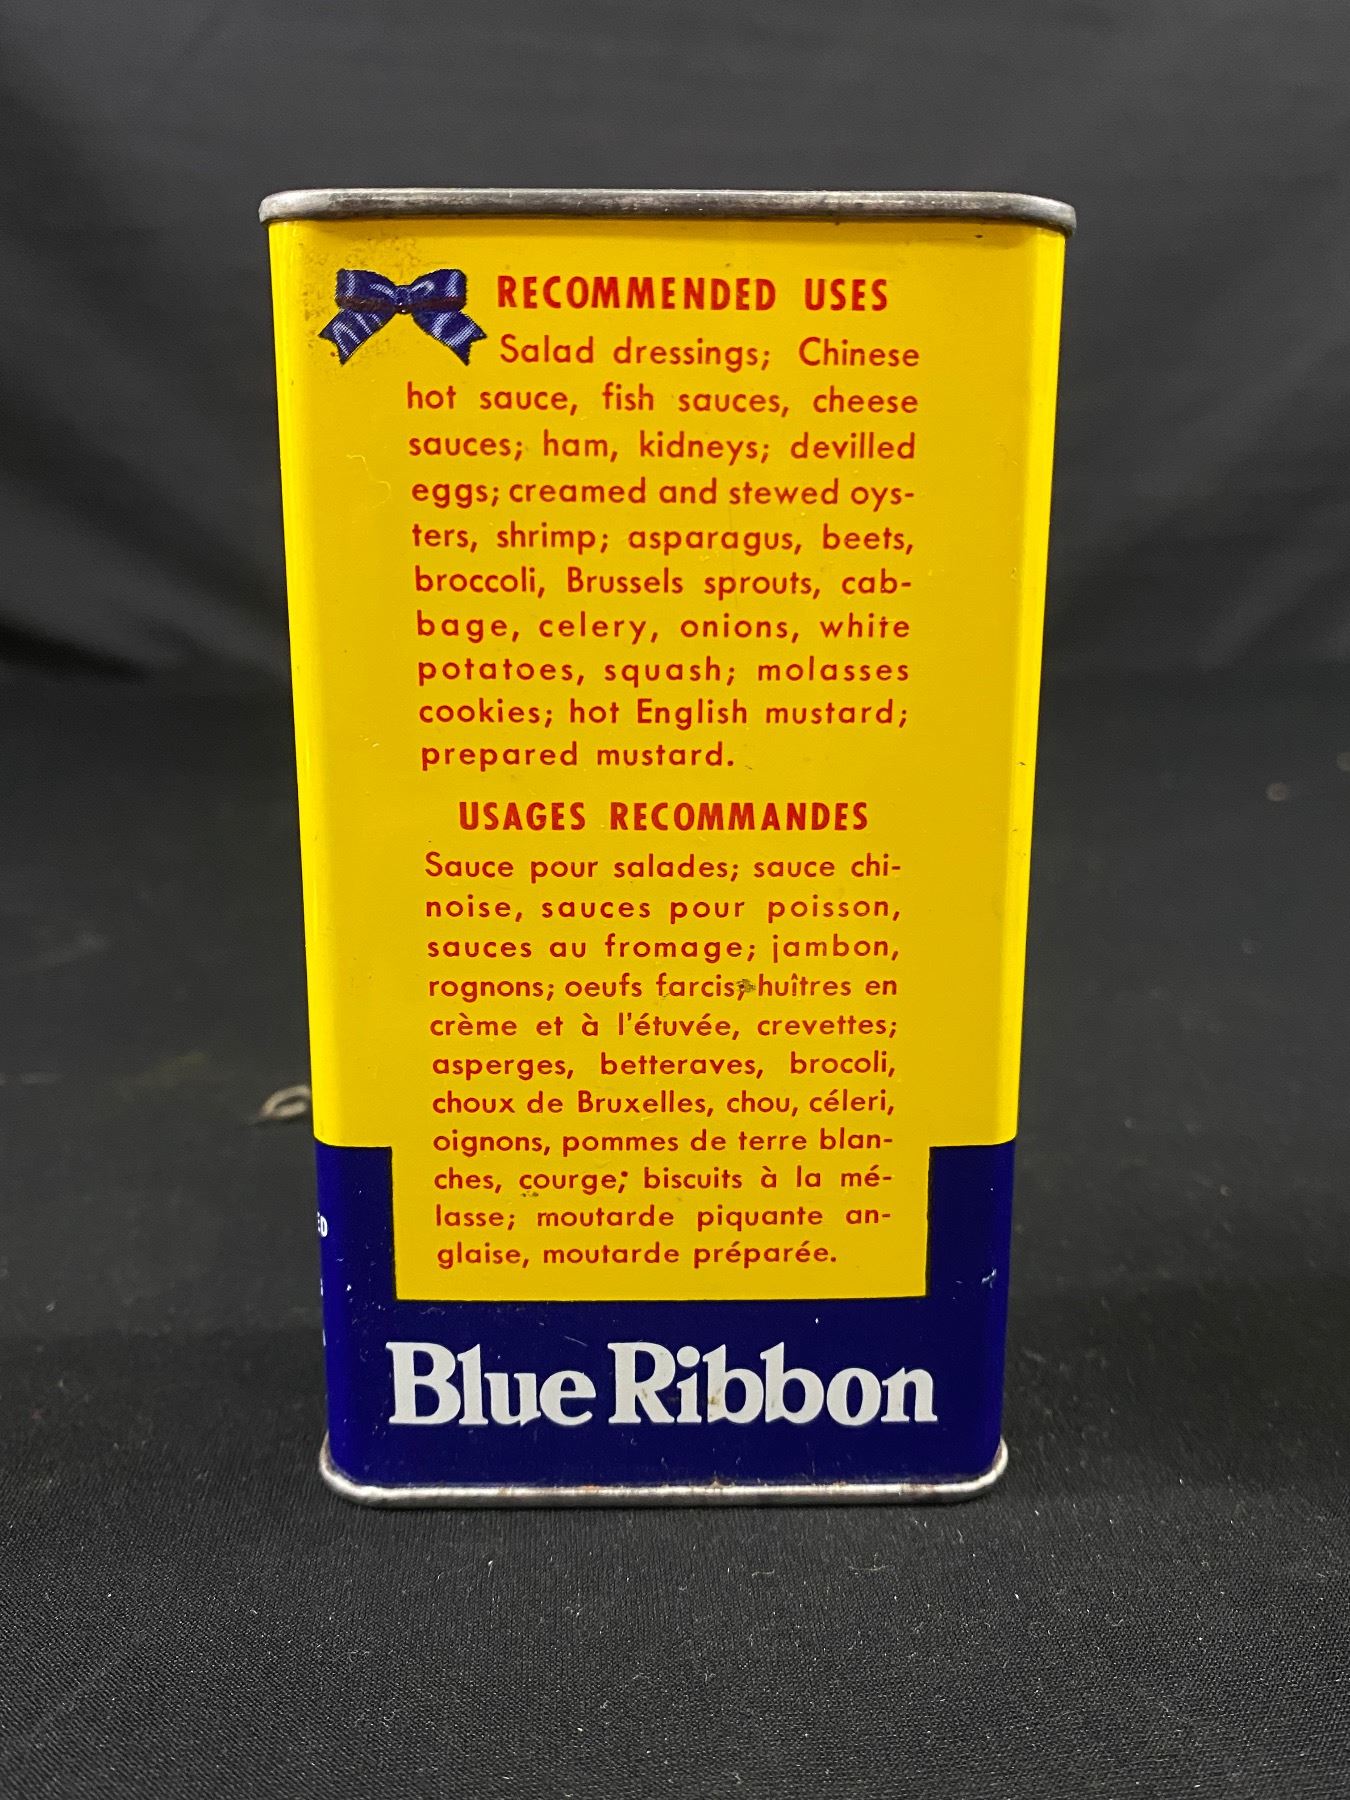 RECOMMENDED USES
Salad dressings; Chinese
hot sauce, fish sauces, cheese
sauces; ham, kidneys; devilled
eggs; creamed and stewed oys-
ters, shrimp; asparagus, beets,
broccoli, Brussels sprouts, cab-
bage, celery, onions, white
potatoes, squash; molasses
cookies; hot English mustard;
prepared mustard.
USAGES RECOMMANDES
Sauce pour salades; sauce chi-
noise, sauces pour poisson,
sauces au fromage; jambon,
rognons; oeufs farcis; huîtres en
crème et à l'étuvée, crevettes;
asperges, betteraves, brocoli,
choux de Bruxelles, chou, céleri,
oignons, pommes de terre blan-
ches, courge; biscuits à la mé-
lasse; moutarde piquante an-
glaise, moutarde préparée.
Blue Ribbon